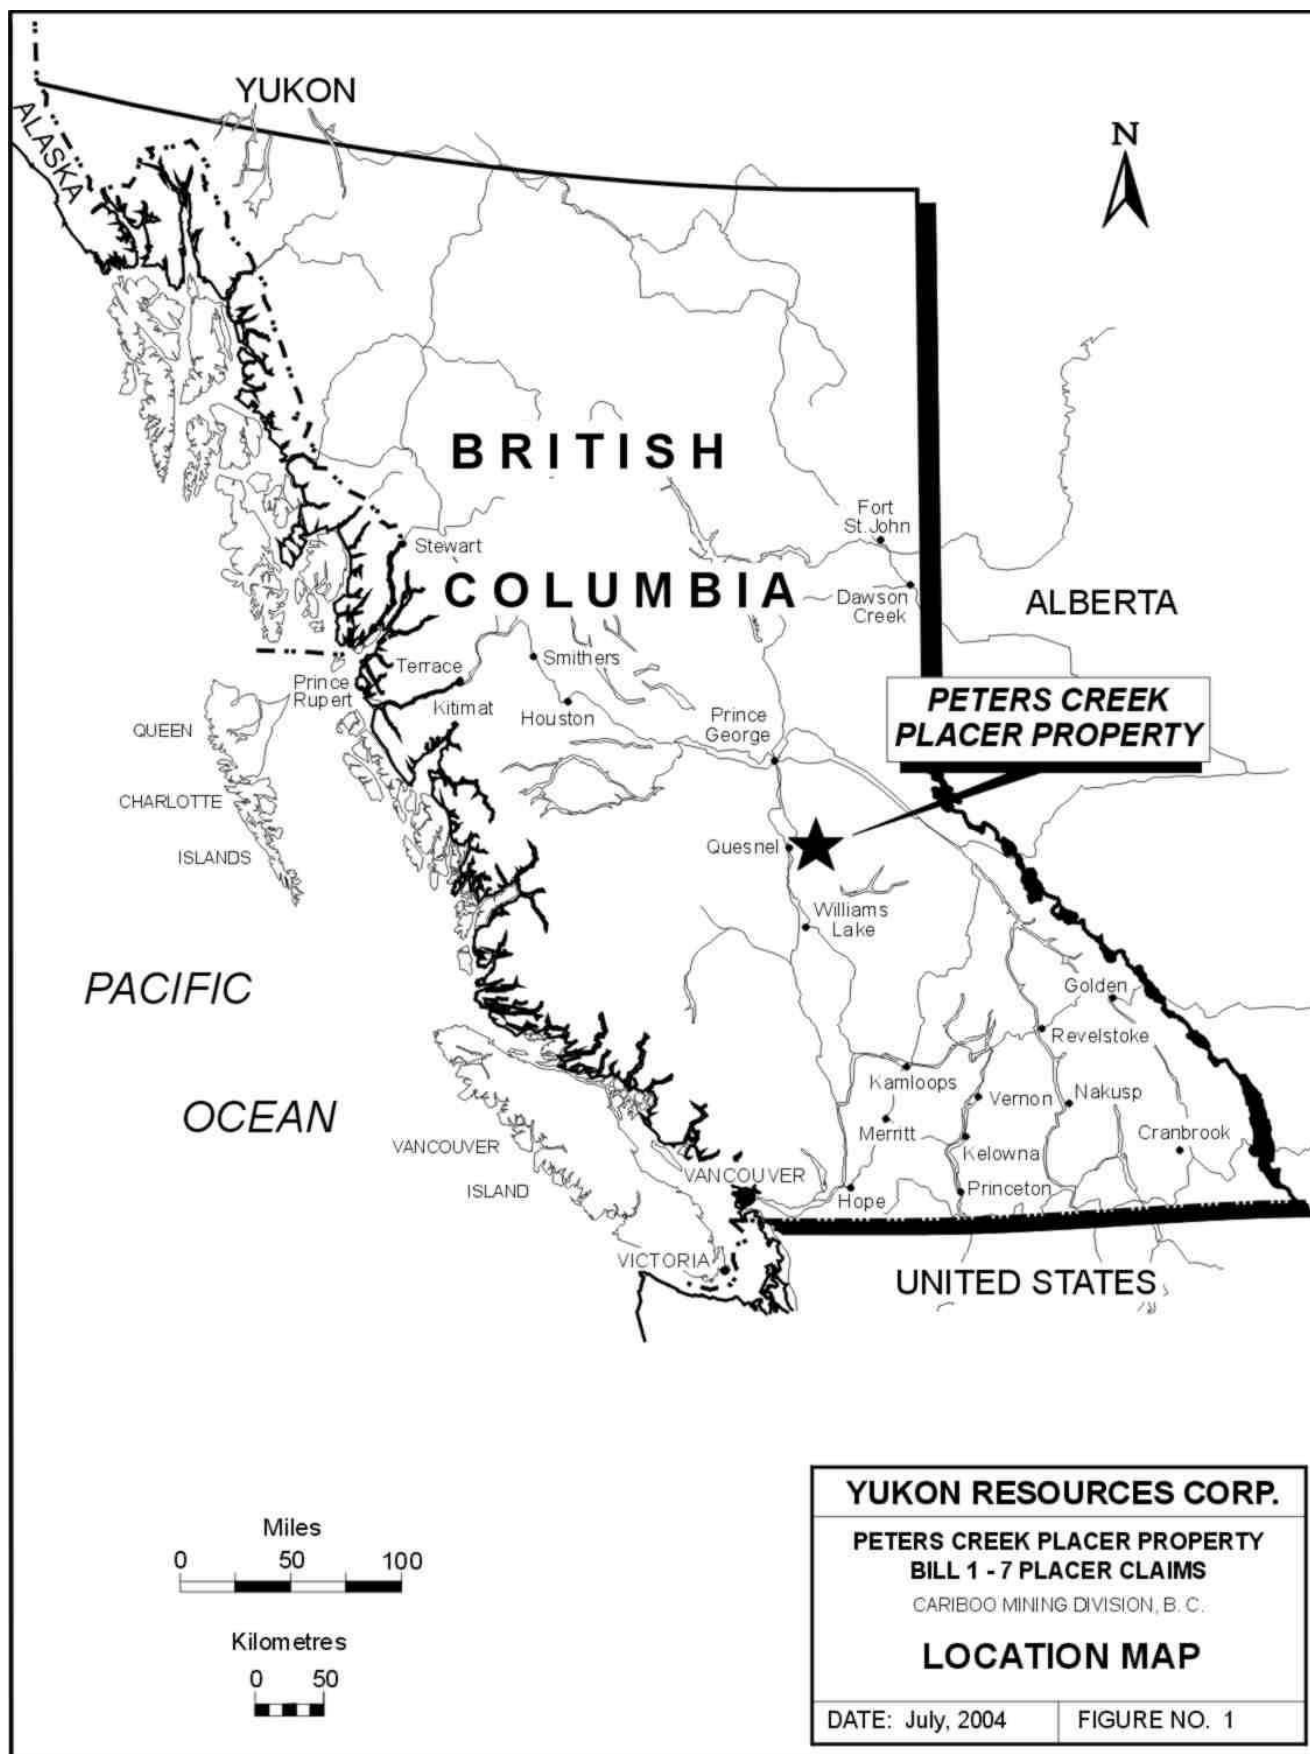 YUKON
ALASKA
N
BRITISH
Fort
St. John
Stewart
COLUMBIA
Dawson
Creek
ALBERTA
Smithers
Terrace
Prince
Rupert
Kitimat
Houston
Prince
George
PETERS CREEK
PLACER PROPERTY
QUEEN
CHARLOTTE
ISLANDS
Quesnel
Williams
Lake
PACIFIC
OCEAN
Golden
Revelstoke
Kamloops
Vernon
Nakusp
Merritt
Cranbrook
Kelowna
VANCOUVER
ISLAND
VANCOUVER
Hope
Princeton
VICTORIA
UNITED STATES
Miles
0 50 100
Kilometres
0 50
YUKON RESOURCES CORP.
PETERS CREEK PLACER PROPERTY
BILL 1 - 7 PLACER CLAIMS
CARIBOO MINING DIVISION, B. C.
LOCATION MAP
DATE: July, 2004
FIGURE NO. 1